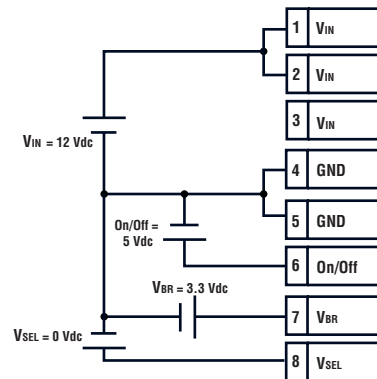 1 VIN
2 VIN
3 VIN
VIN = 12 Vdc
4 GND
5 GND
On/Off =
5 Vdc
6 On/Off
VBR = 3.3 Vdc
7 VBR
VSEL = 0 Vdc
8 VSEL